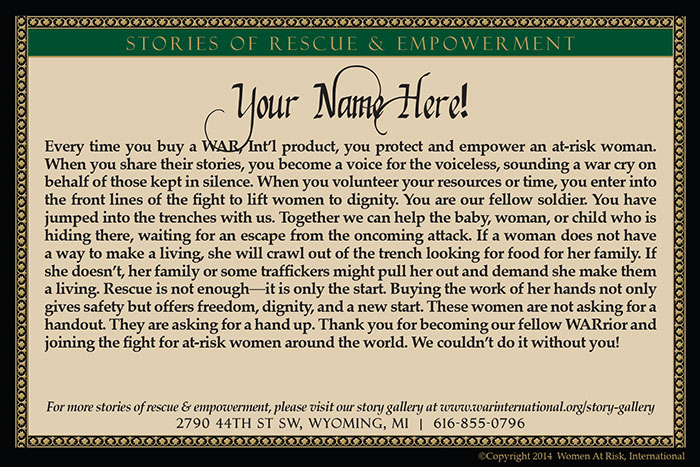 STORIES OF RESCUE & EMPOWERMENT
Your Name Here!
Every time you buy a WAR, Int'l product, you protect and empower an at-risk woman.
When you share their stories, you become a voice for the voiceless, sounding a war cry on
behalf of those kept in silence. When you volunteer your resources or time, you enter into
the front lines of the fight to lift women to dignity. You are our fellow soldier. You have
jumped into the trenches with us. Together we can help the baby, woman, or child who is
hiding there, waiting for an escape from the oncoming attack. If a woman does not have
a way to make a living, she will crawl out of the trench looking for food for her family. If
she doesn't, her family or some traffickers might pull her out and demand she make them
a living. Rescue is not enough—it is only the start. Buying the work of her hands not only
gives safety but offers freedom, dignity, and a new start. These women are not asking for a
handout. They are asking for a hand up. Thank you for becoming our fellow WARrior and
joining the fight for at-risk women around the world. We couldn't do it without you!
For more stories of rescue & empowerment, please visit our story gallery at www.warinternational.org/story-gallery
2790 44TH ST SW, WYOMING, MI | 616-855-0796
©Copyright 2014 Women At Risk, International